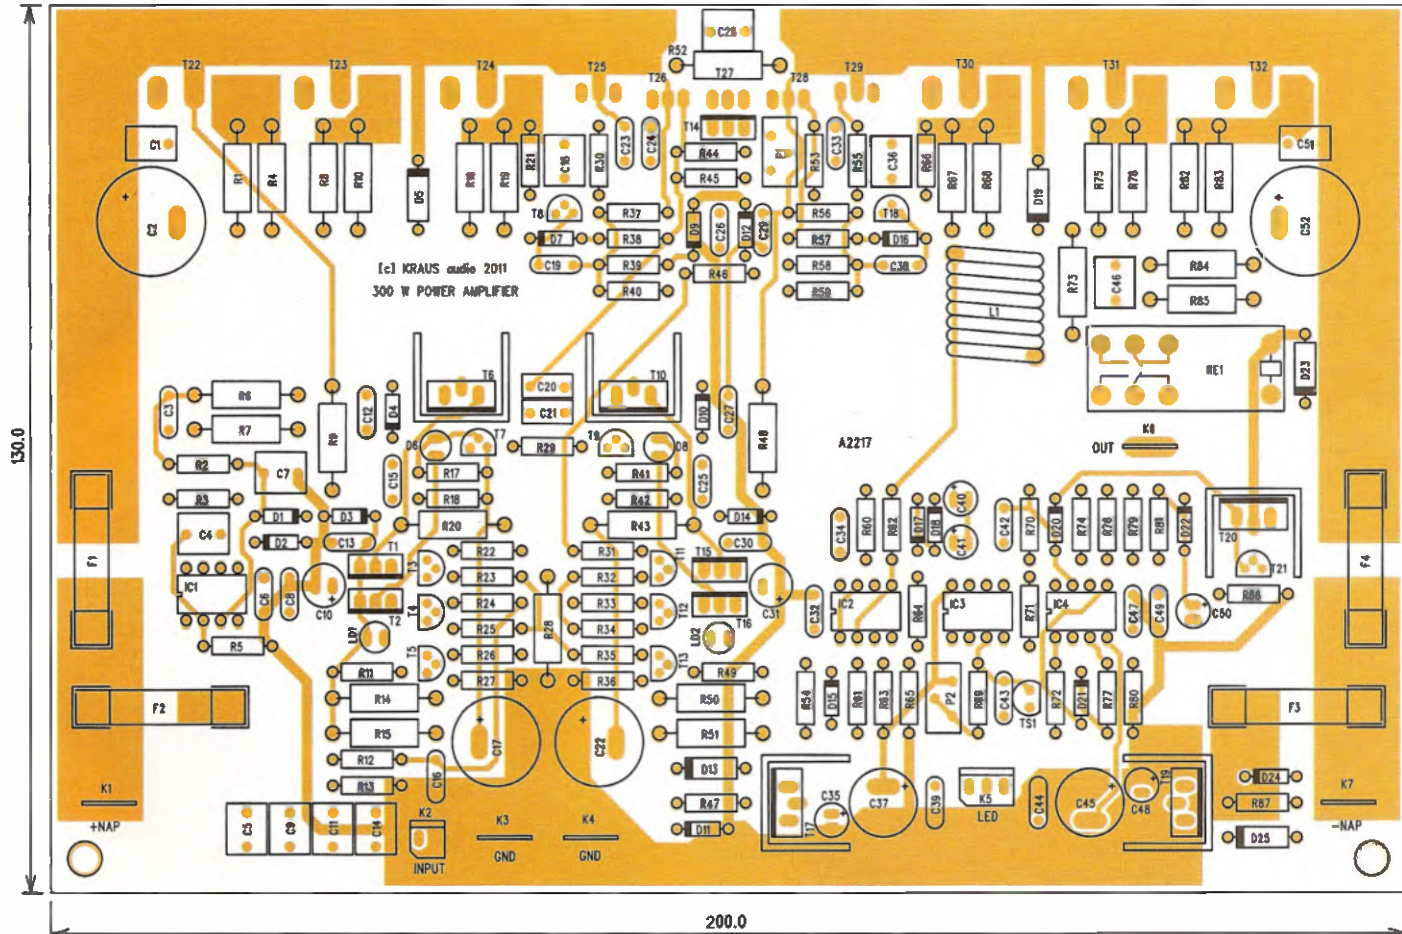 C28
R52
T22 T23 T24 T25 T26 T27 T28 T29 T30 T31 T32
C1 T14 P1 C51
R1 R4 R8 R10 D5 R18 R19 R21 C16 R30 C23 C24 R44 R53 C33 R55 C36 R66 R67 R68 D19 R75 R78 R82 R83
R45
C2 T8 R37 D9 C26 D12 C29 R56 T18 C52
D7 R38 R57 D16
C19 R39 R46 R58 C38 R73 C46 R84
[c] KRAUS audio 2011
300 W POWER AMPLIFIER
R40 R59 R85
L1
T6 T10 RE1 D23
C3 R6 R9 C12 D4 C20 C21 D10 C27 R48
R7 D6 T7 R29 T9 D8 A2217 OUT K6
130.0
R2 C7 C15 R17 R41 C25
R3 R18 R42 C40
D1 D3 R20 R43 D14 C34 R60 R62 D17 D18 C42 R70 D20 R74 R76 R79 R81 D22 T20
C4 D2 C13 R22 R31 C30 C41
F1 IC1 T1 T3 R23 R32 T11 T15 T21 F4
C6 C8 C10 T2 T4 R24 R28 R33 T12 T16 C31 C32 IC2 R64 IC3 R71 IC4 C47 C49 C50 R86
LD1 R25 R34 LD2
R5 T5 R26 R35 T13
R11 R27 R36 R49
F2 R14 R50 R54 D15 R61 R63 R65 P2 R69 C43 TS1 R72 D21 R77 R80 F3
R15 C17 C22 R51
R12 C16 D13 D24
K1 R13 R47 T17 C35 C37 C39 K5 C44 C45 C48 T19 R87 K7
+NAP C5 C9 C11 C14 K2 K3 K4 D11 LED D25 -NAP
INPUT GND GND
200.0